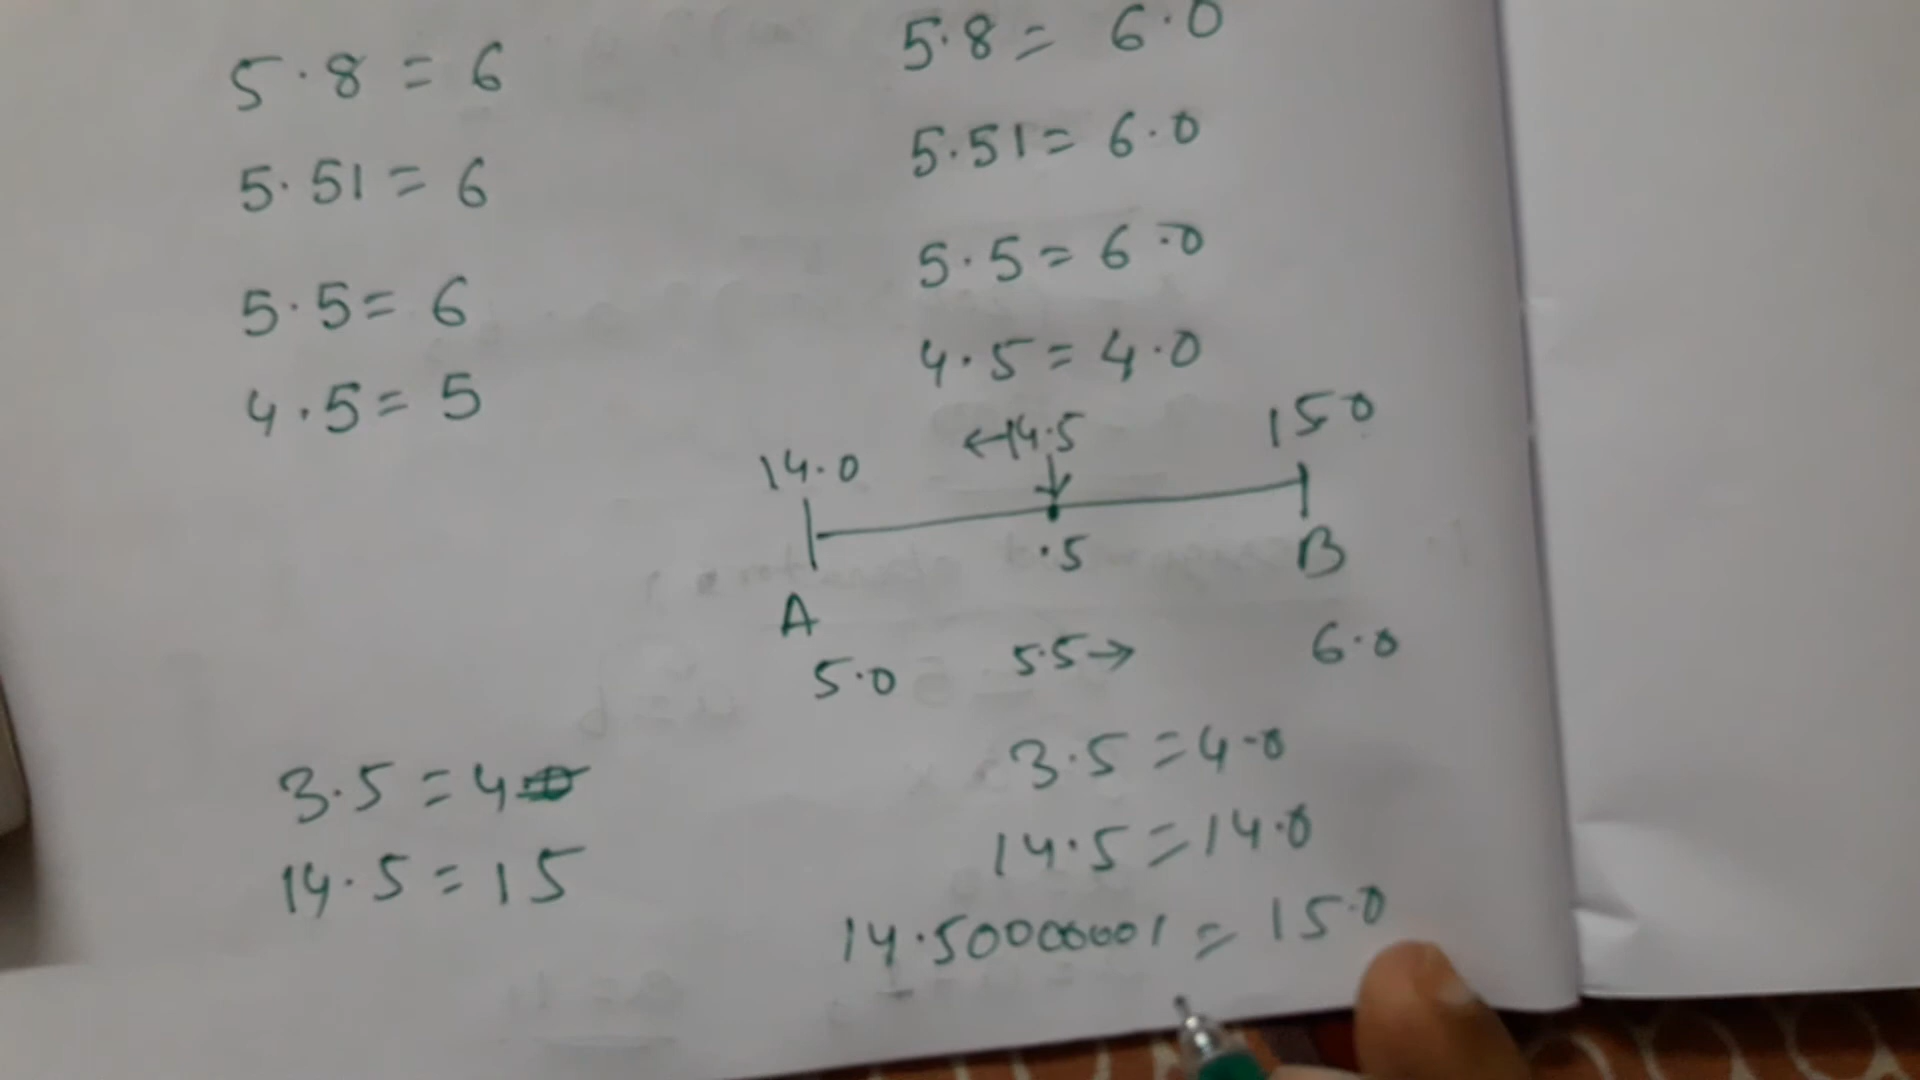 5.8 = 6
5.51 = 6
5.5 = 6
4.5 = 5
5.8 = 6.0
5.51 = 6.0
5.5 = 6.0
4.5 = 4.0
14.0 ←14.5 15.0
.5
A B
5.0 5.5→ 6.0
3.5 = 4
14.5 = 15
3.5 = 4.0
14.5 = 14.0
14.50000001 = 15.0